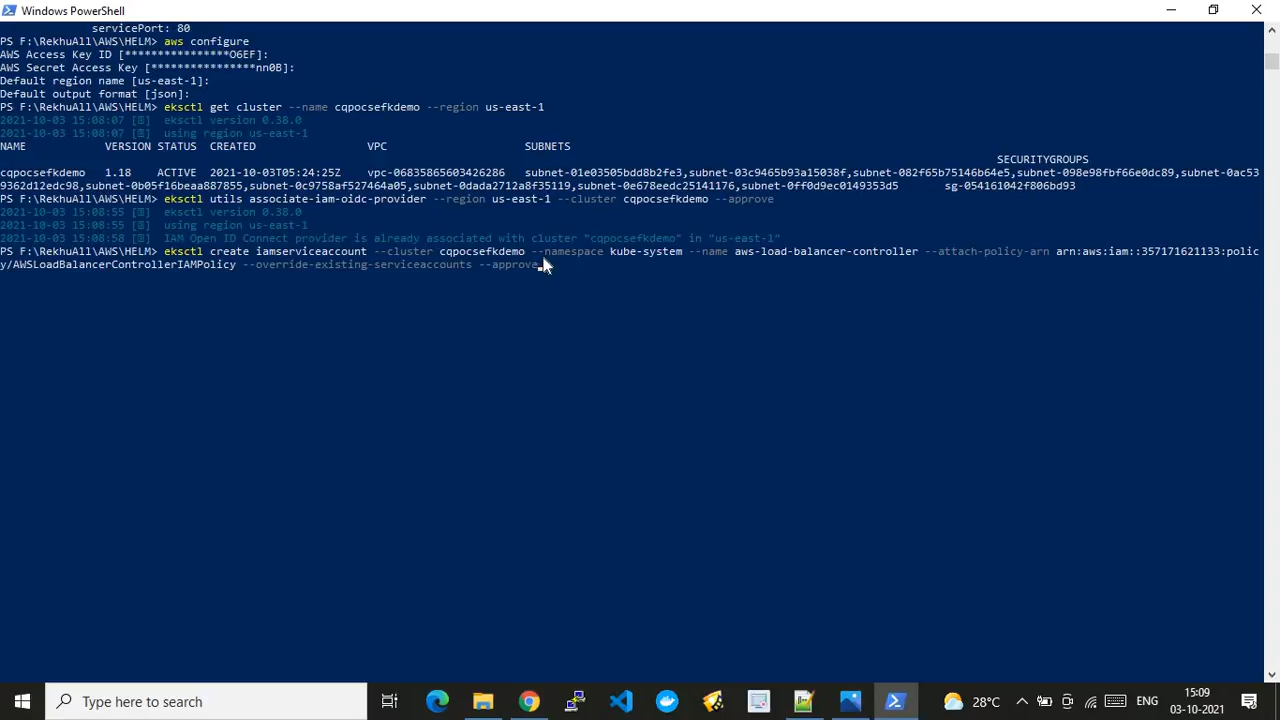 Windows PowerShell
servicePort: 80
PS F:\RekhuAll\AWS\HELM> aws configure
AWS Access Key ID [****************O6EF]:
AWS Secret Access Key [****************nn0B]:
Default region name [us-east-1]:
Default output format [json]:
PS F:\RekhuAll\AWS\HELM> eksctl get cluster --name cqpocsefkdemo --region us-east-1
2021-10-03 15:08:07 [ℹ] eksctl version 0.38.0
2021-10-03 15:08:07 [ℹ] using region us-east-1
NAME VERSION STATUS CREATED VPC SUBNETS
SECURITYGROUPS
cqpocsefkdemo 1.18 ACTIVE 2021-10-03T05:24:25Z vpc-06835865603426286 subnet-01e03505bdd8b2fe3,subnet-03c9465b93a15038f,subnet-082f65b75146b64e5,subnet-098e98fbf66e0dc89,subnet-0ac53
9362d12edc98,subnet-0b05f16beaa887855,subnet-0c9758af527464a05,subnet-0dada2712a8f35119,subnet-0e678eedc25141176,subnet-0ff0d9ec0149353d5 sg-054161042f806bd93
PS F:\RekhuAll\AWS\HELM> eksctl utils associate-iam-oidc-provider --region us-east-1 --cluster cqpocsefkdemo --approve
2021-10-03 15:08:55 [ℹ] eksctl version 0.38.0
2021-10-03 15:08:55 [ℹ] using region us-east-1
2021-10-03 15:08:58 [ℹ] IAM Open ID Connect provider is already associated with cluster "cqpocsefkdemo" in "us-east-1"
PS F:\RekhuAll\AWS\HELM> eksctl create iamserviceaccount --cluster cqpocsefkdemo --namespace kube-system --name aws-load-balancer-controller --attach-policy-arn arn:aws:iam::357171621133:polic
y/AWSLoadBalancerControllerIAMPolicy --override-existing-serviceaccounts --approve
Type here to search
28°C
ENG
15:09
03-10-2021